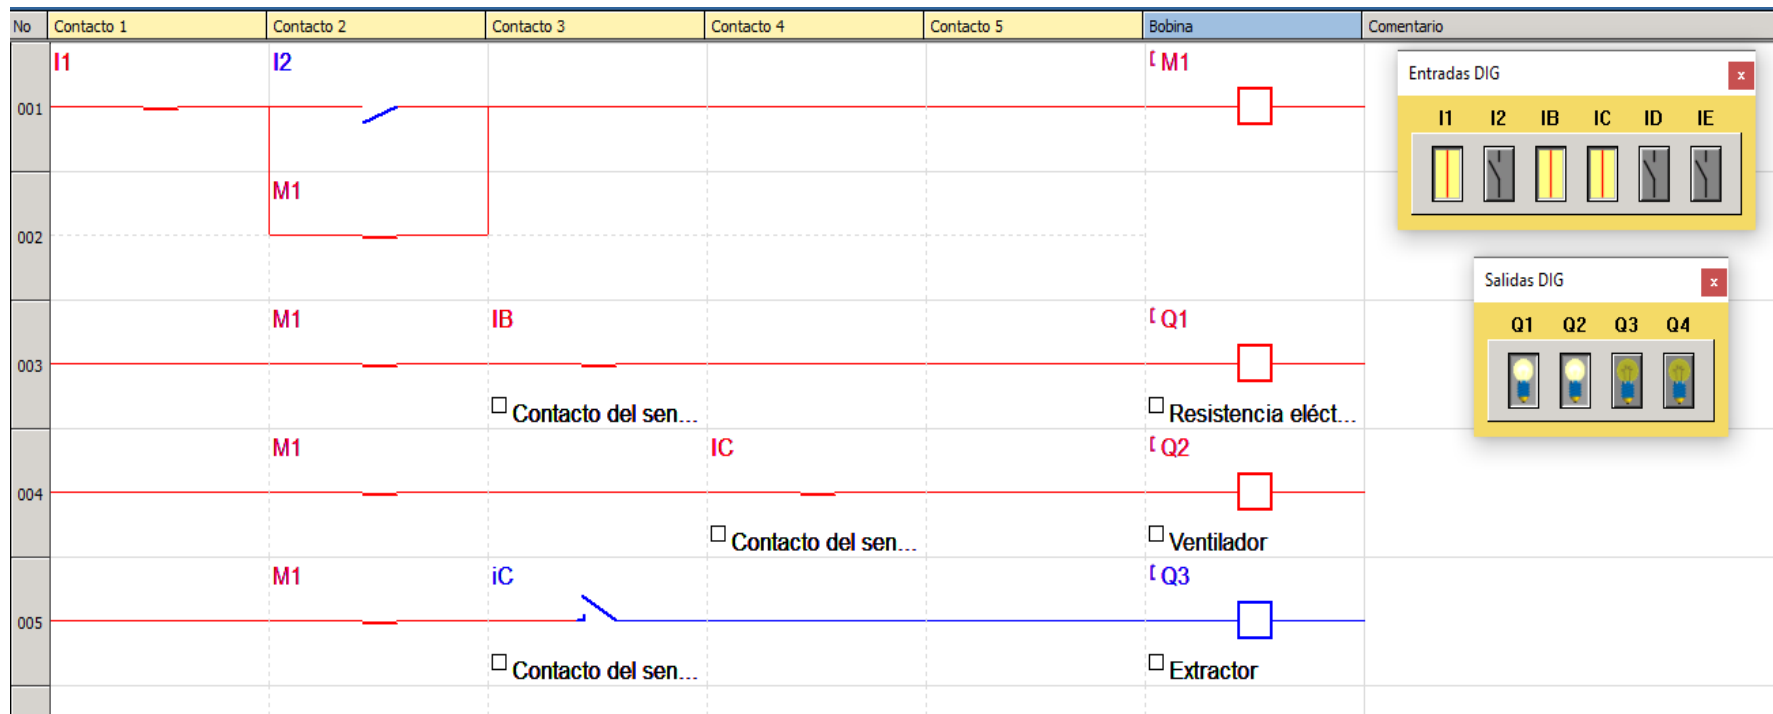 No Contacto 1 Contacto 2 Contacto 3 Contacto 4 Contacto 5 Bobina Comentario
I1 I2 [ M1
001
M1
002
M1 IB [ Q1
003
Contacto del sen... Resistencia eléct...
M1 IC [ Q2
004
Contacto del sen... Ventilador
M1 iC [ Q3
005
Contacto del sen... Extractor
Entradas DIG x
I1 I2 IB IC ID IE
Salidas DIG x
Q1 Q2 Q3 Q4